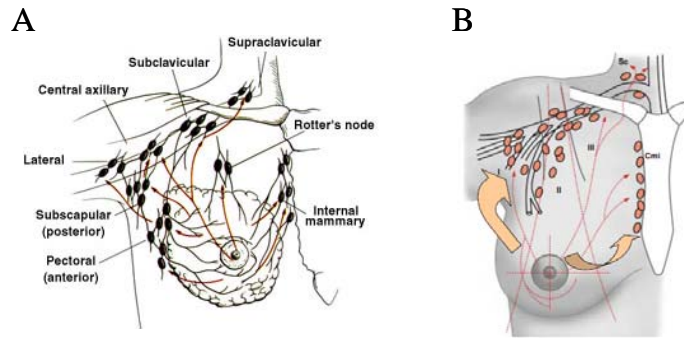 A
B
Supraclavicular
Subclavicular
Central axillary
Rotter's node
Lateral
Subscapular
(posterior)
Internal
mammary
Pectoral
(anterior)
Sc
III
Cmi
II